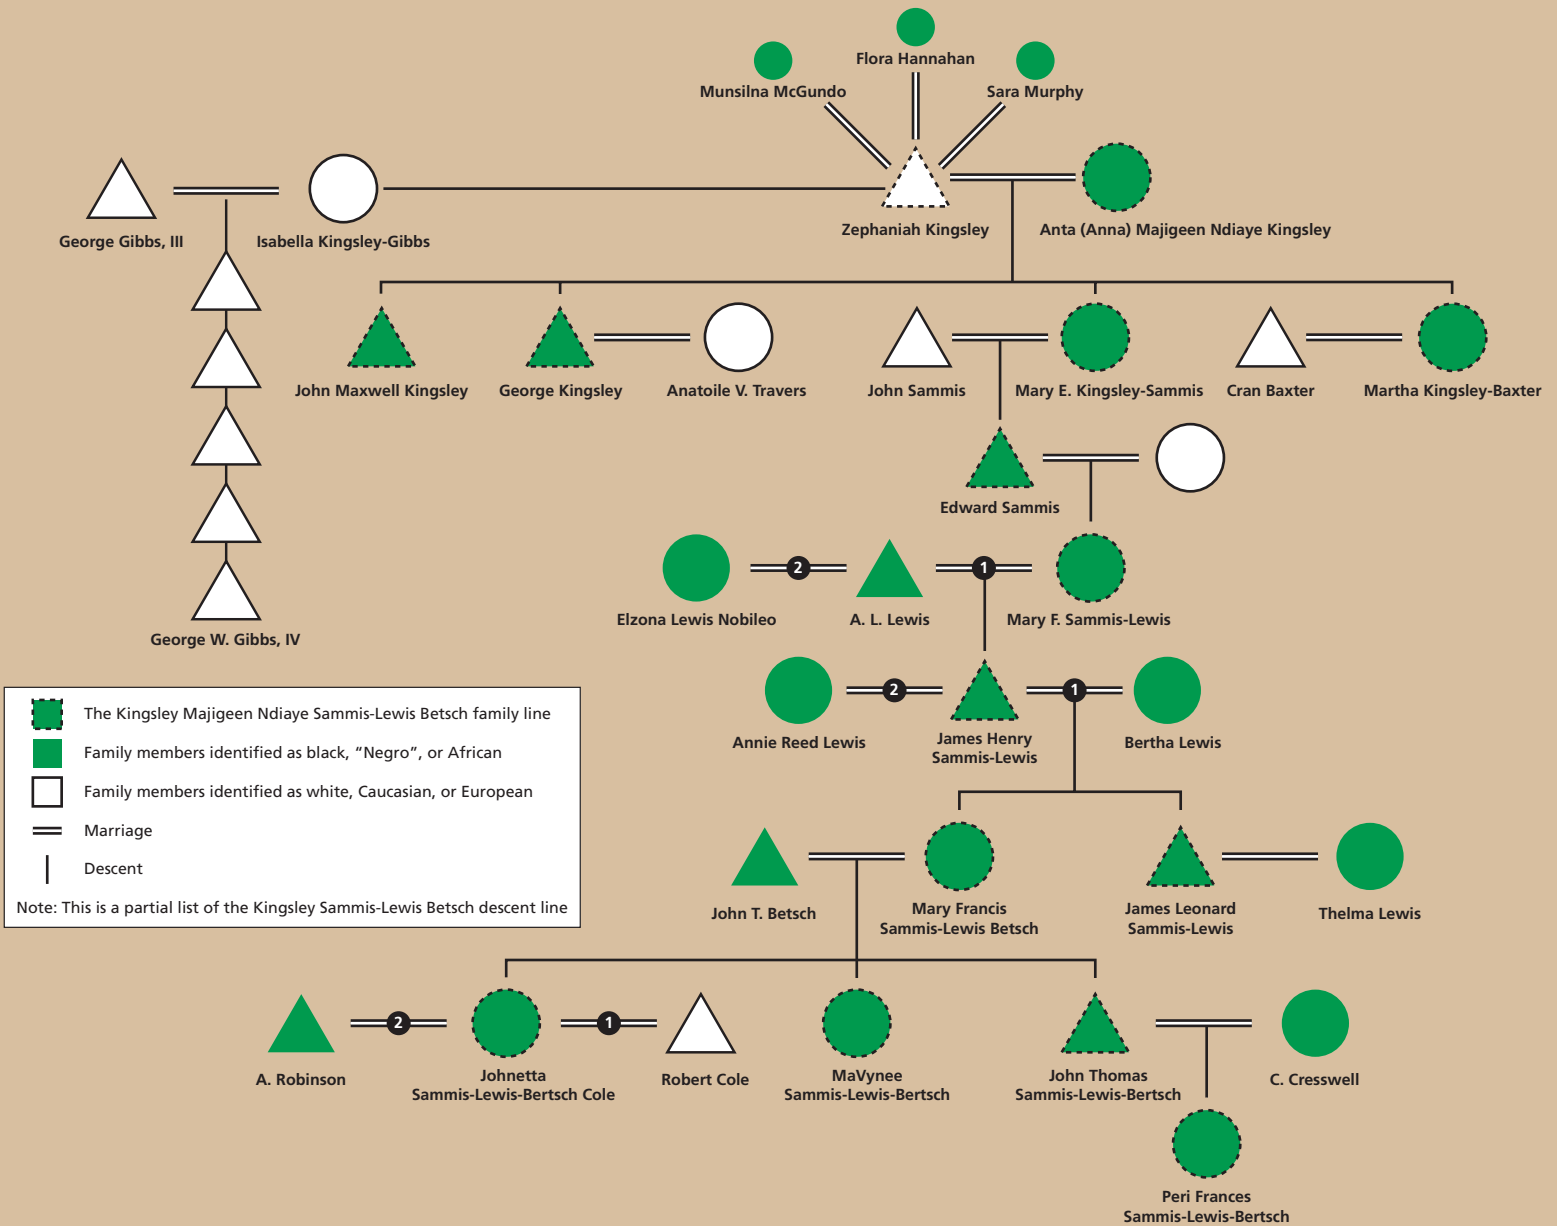 Flora Hannahan
Munsilna McGundo
Sara Murphy
George Gibbs, III
Isabella Kingsley-Gibbs
Zephaniah Kingsley
Anta (Anna) Majigeen Ndiaye Kingsley
John Maxwell Kingsley
George Kingsley
Anatoile V. Travers
John Sammis
Mary E. Kingsley-Sammis
Cran Baxter
Martha Kingsley-Baxter
Edward Sammis
2
1
Elzona Lewis Nobileo
A. L. Lewis
Mary F. Sammis-Lewis
George W. Gibbs, IV
2
1
Annie Reed Lewis
James Henry
Sammis-Lewis
Bertha Lewis
The Kingsley Majigeen Ndiaye Sammis-Lewis Betsch family line
Family members identified as black, “Negro”, or African
Family members identified as white, Caucasian, or European
Marriage
Descent
Note: This is a partial list of the Kingsley Sammis-Lewis Betsch descent line
John T. Betsch
Mary Francis
Sammis-Lewis Betsch
James Leonard
Sammis-Lewis
Thelma Lewis
2
1
A. Robinson
Johnetta
Sammis-Lewis-Bertsch Cole
Robert Cole
MaVynee
Sammis-Lewis-Bertsch
John Thomas
Sammis-Lewis-Bertsch
C. Cresswell
Peri Frances
Sammis-Lewis-Bertsch